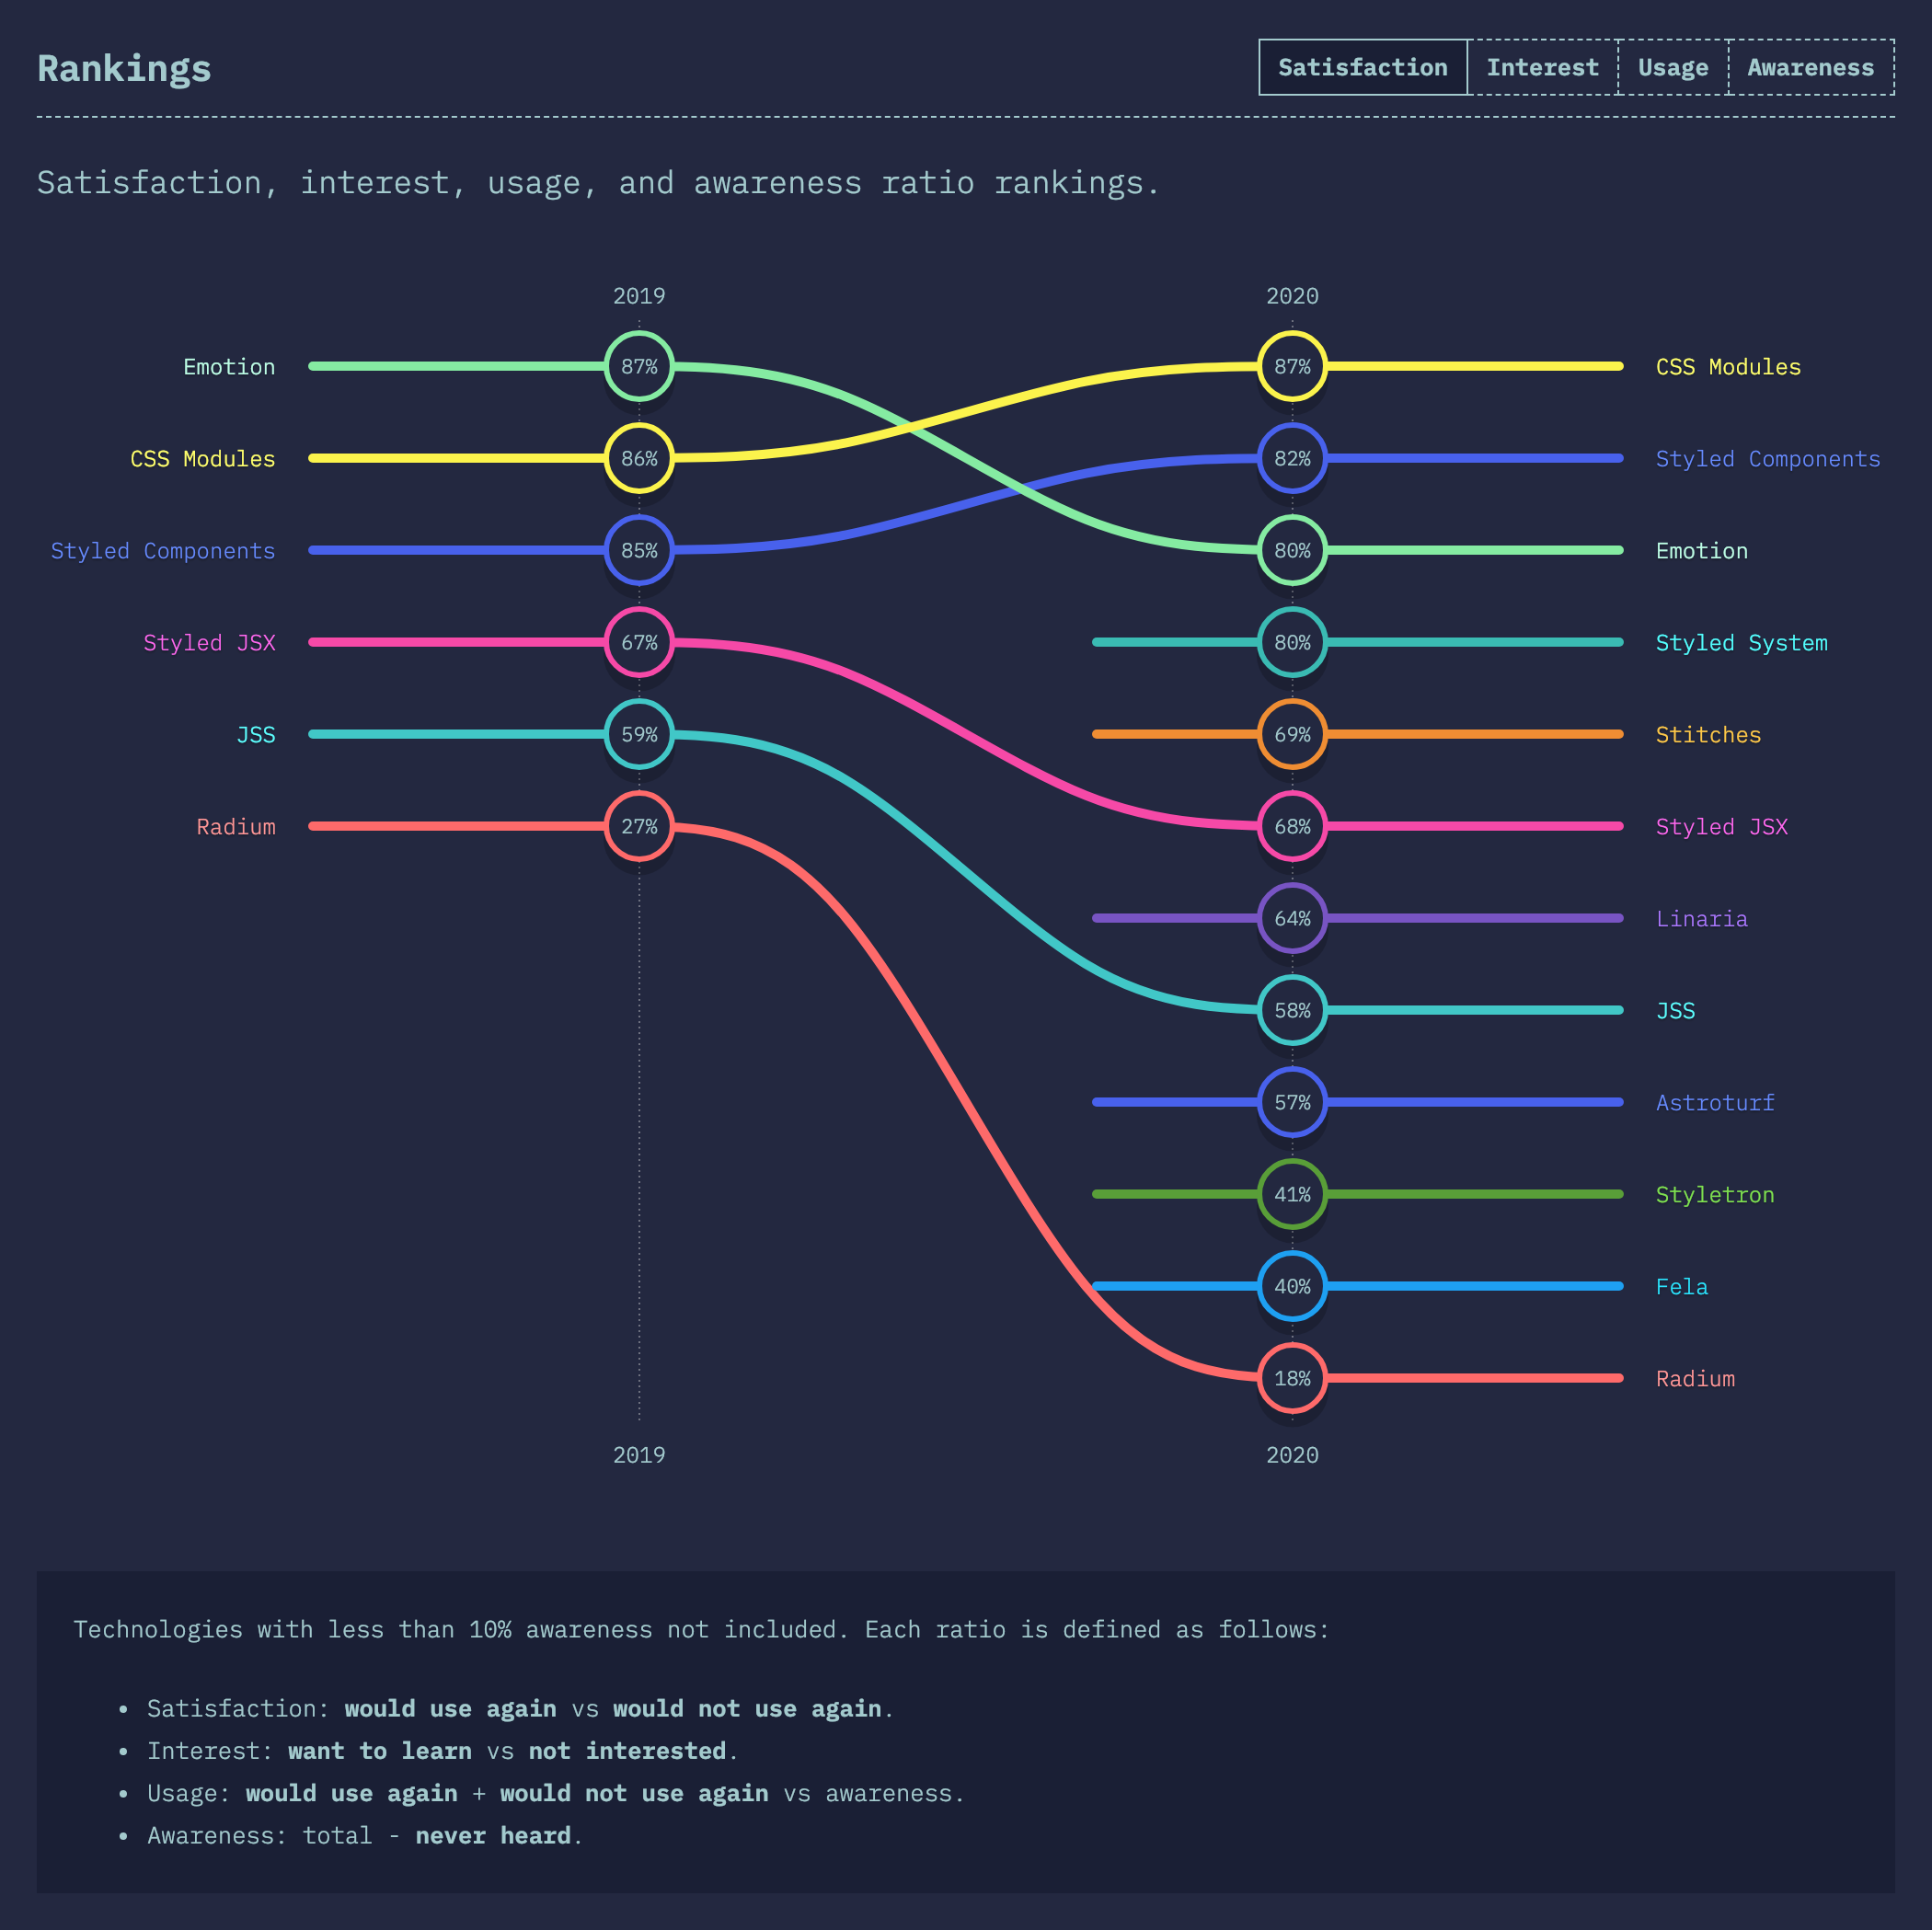 Rankings
Satisfaction Interest Usage Awareness
Satisfaction, interest, usage, and awareness ratio rankings.
2019 2020
Emotion 87% 87% CSS Modules
CSS Modules 86% 82% Styled Components
Styled Components 85% 80% Emotion
Styled JSX 67% 80% Styled System
JSS 59% 69% Stitches
Radium 27% 68% Styled JSX
64% Linaria
58% JSS
57% Astroturf
41% Styletron
40% Fela
18% Radium
2019 2020
Technologies with less than 10% awareness not included. Each ratio is defined as follows:
• Satisfaction: would use again vs would not use again.
• Interest: want to learn vs not interested.
• Usage: would use again + would not use again vs awareness.
• Awareness: total - never heard.